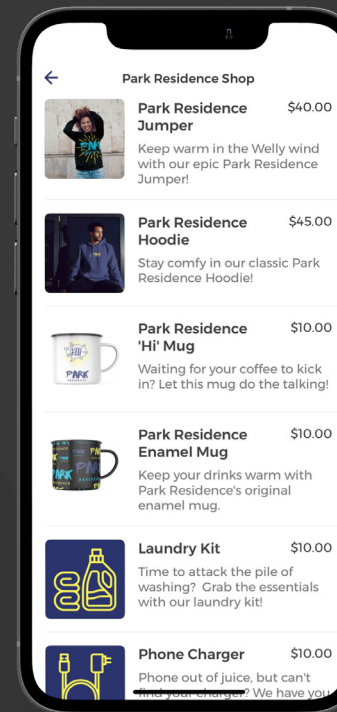 Park Residence Shop
Park Residence $40.00
Jumper
Keep warm in the Welly wind
with our epic Park Residence
Jumper!
Park Residence $45.00
Hoodie
Stay comfy in our classic Park
Residence Hoodie!
Park Residence $10.00
'Hi' Mug
Waiting for your coffee to kick
in? Let this mug do the talking!
PARK
RESIDENCE
Park Residence $10.00
Enamel Mug
Keep your drinks warm with
Park Residence's original
enamel mug.
PARK
Laundry Kit $10.00
Time to attack the pile of
washing? Grab the essentials
with our laundry kit!
Phone Charger $10.00
Phone out of juice, but can't
find your charger? We have you